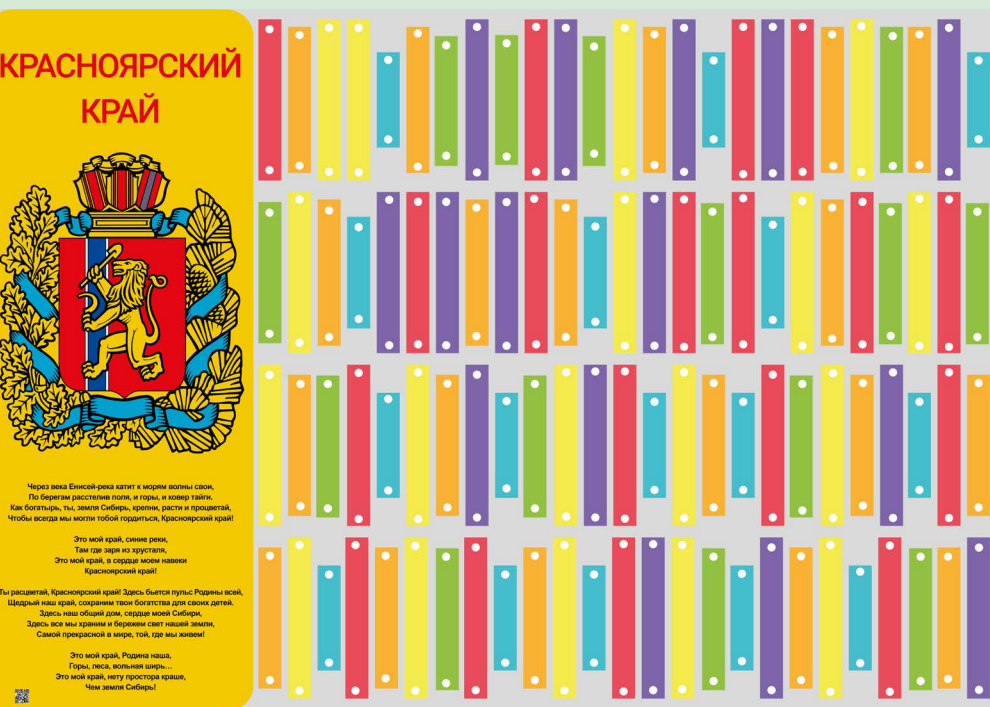 КРАСНОЯРСКИЙ
КРАЙ
Через века Енисей-река катит к морям волны свои,
По берегам расстелив поля, и горы, и ковер тайги.
Как богатырь, ты, земля Сибирь, крепни, расти и процветай,
Чтобы всегда мы могли тобой гордиться, Красноярский край!
Это мой край, синие реки,
Там где заря из хрусталя,
Это мой край, в сердце моем навеки
Красноярский край!
Ты расцветай, Красноярский край! Здесь бьется пульс Родины всей,
Щедрый наш край, сохраним твои богатства для своих детей.
Здесь наш общий дом, сердце моей Сибири,
Здесь все мы храним и бережем свет нашей земли,
Самой прекрасной в мире, той, где мы живем!
Это мой край, Родина наша,
Горы, леса, вольная ширь...
Это мой край, нету простора краше,
Чем земля Сибирь!